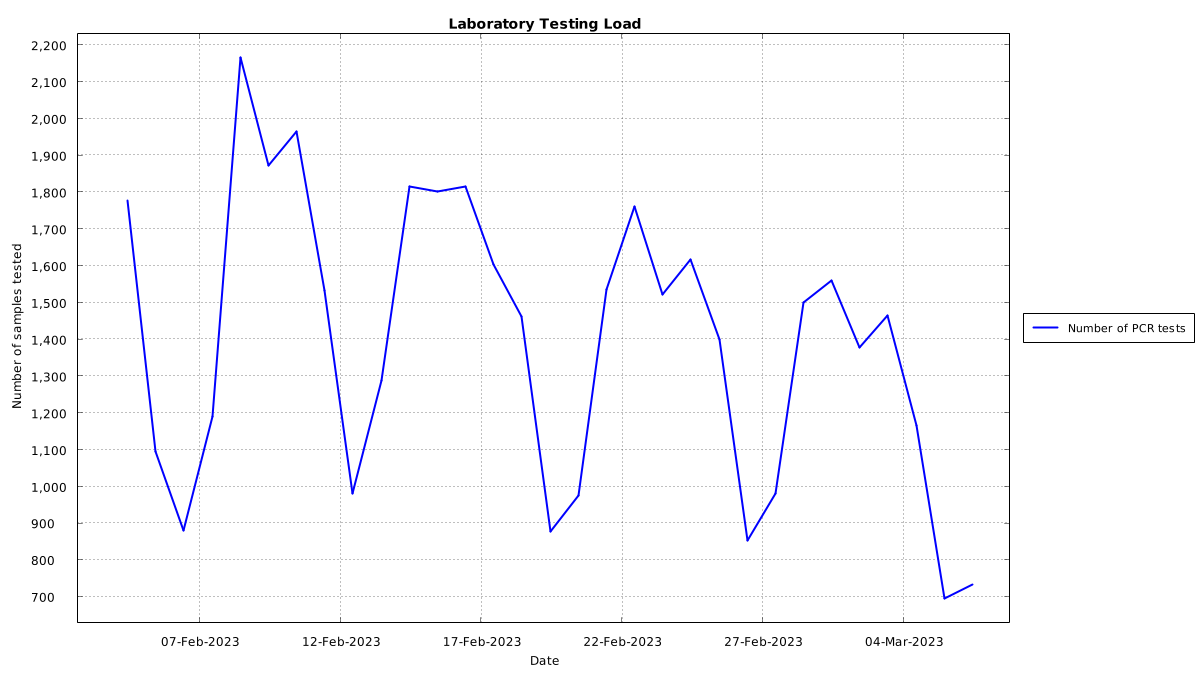 Laboratory Testing Load
Number of samples tested
2,200
2,100
2,000
1,900
1,800
1,700
1,600
1,500
1,400
1,300
1,200
1,100
1,000
900
800
700
07-Feb-2023
12-Feb-2023
17-Feb-2023
22-Feb-2023
27-Feb-2023
04-Mar-2023
Date
Number of PCR tests